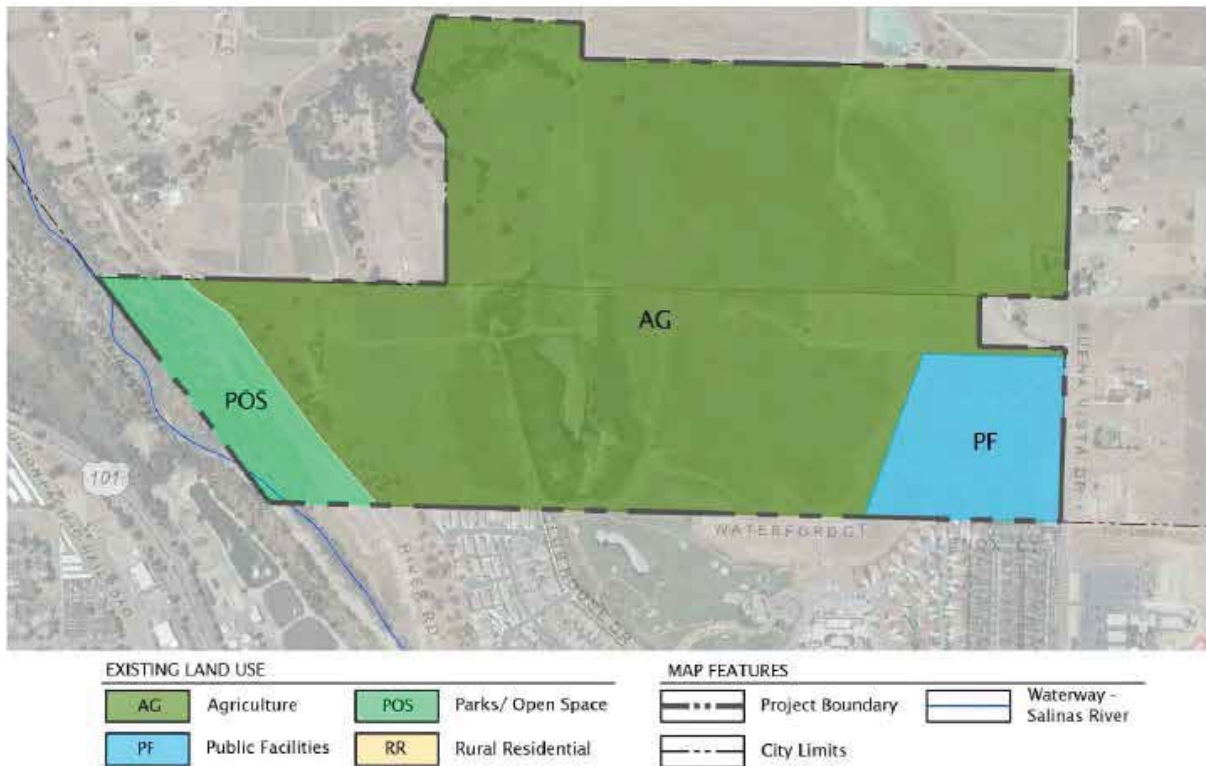 AG
POS
PF
101
BUENA VISTA DR
WATERFORD CT
RIVER RD
EXISTING LAND USE
AG Agriculture
POS Parks/ Open Space
PF Public Facilities
RR Rural Residential
MAP FEATURES
Project Boundary
Waterway -
Salinas River
City Limits